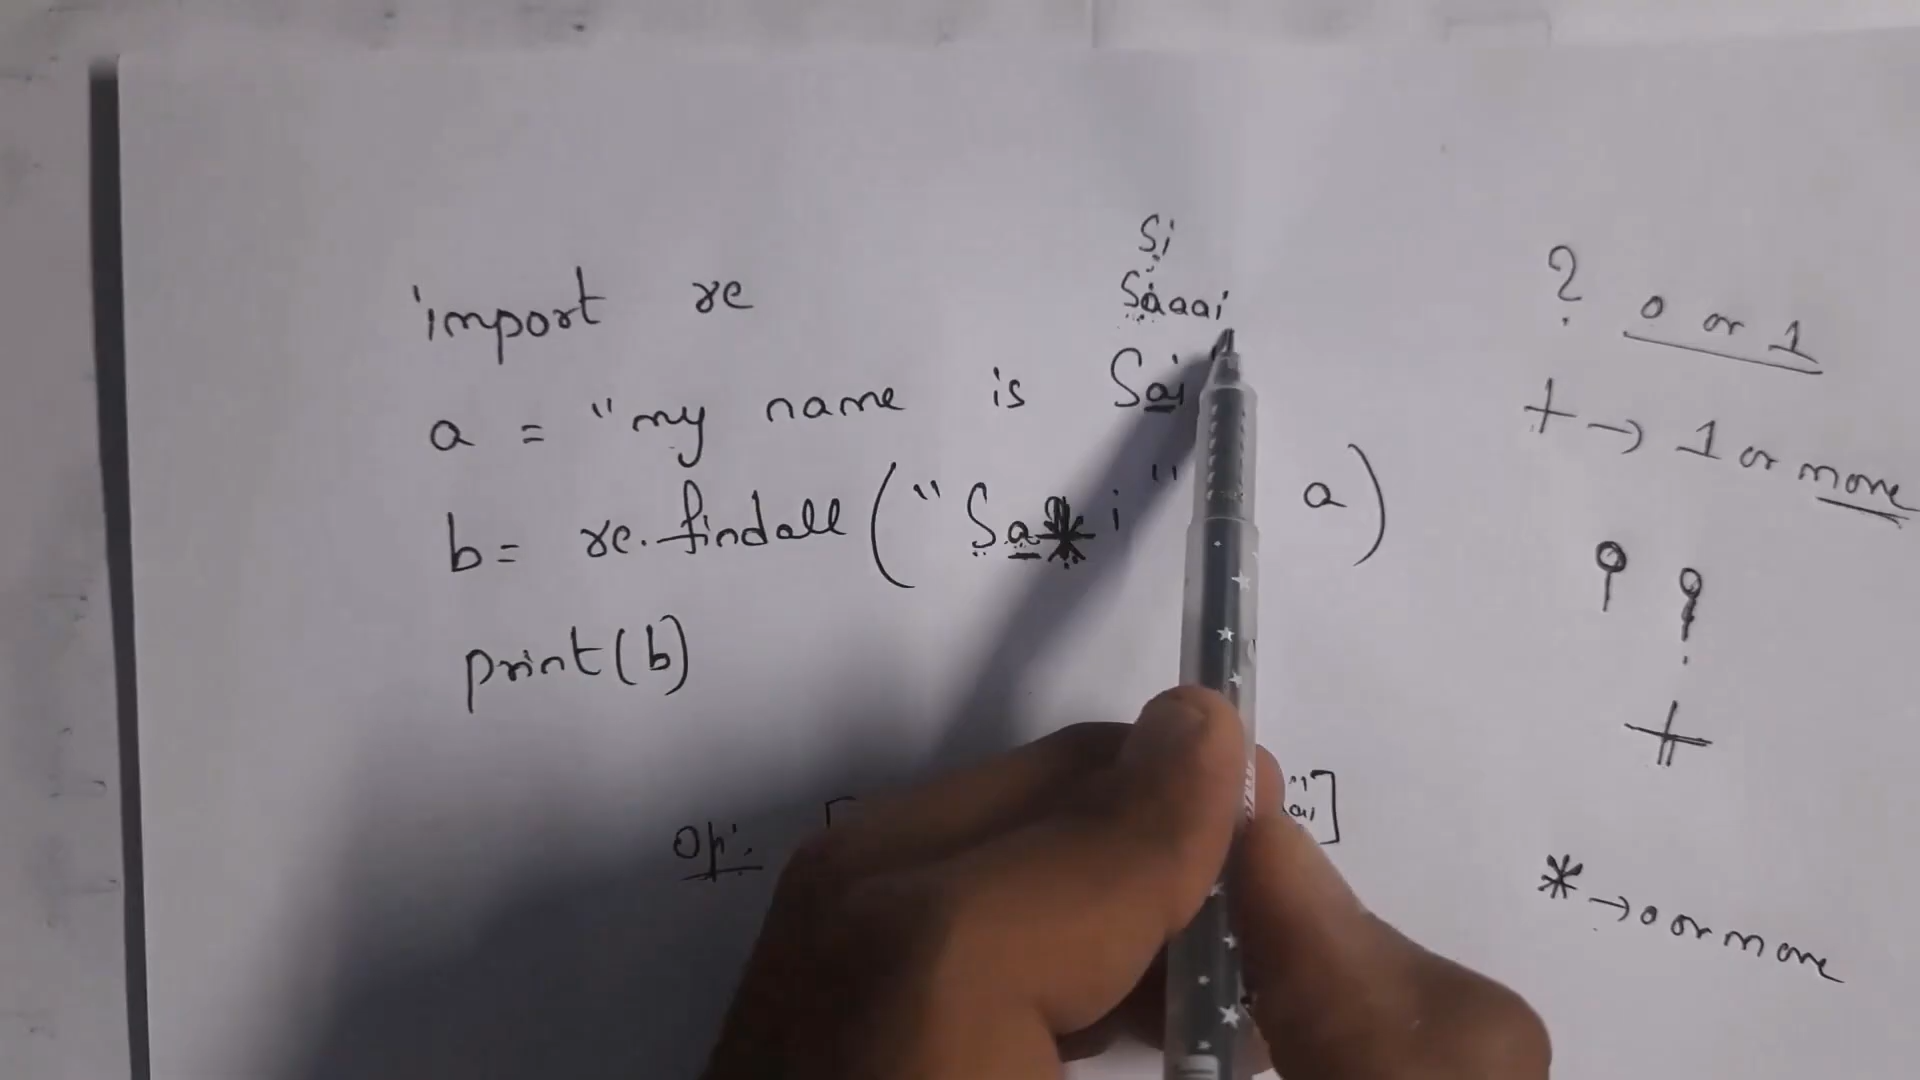 Si
Saaai
import re
a = "my name is Sai
b= re.findall("Sa*i" a)
print(b)
Op:- [ ai"]
? 0 or 1
+ → 1 or more
? ?
+
* → 0 or more